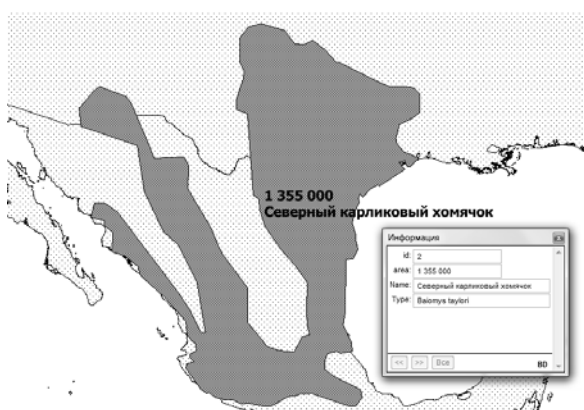 1 355 000
Северный карликовый хомячок
Информация
id: 2
area: 1 355 000
Name: Северный карликовый хомячок
Type: Baiomys taylori
<< >> Все BD